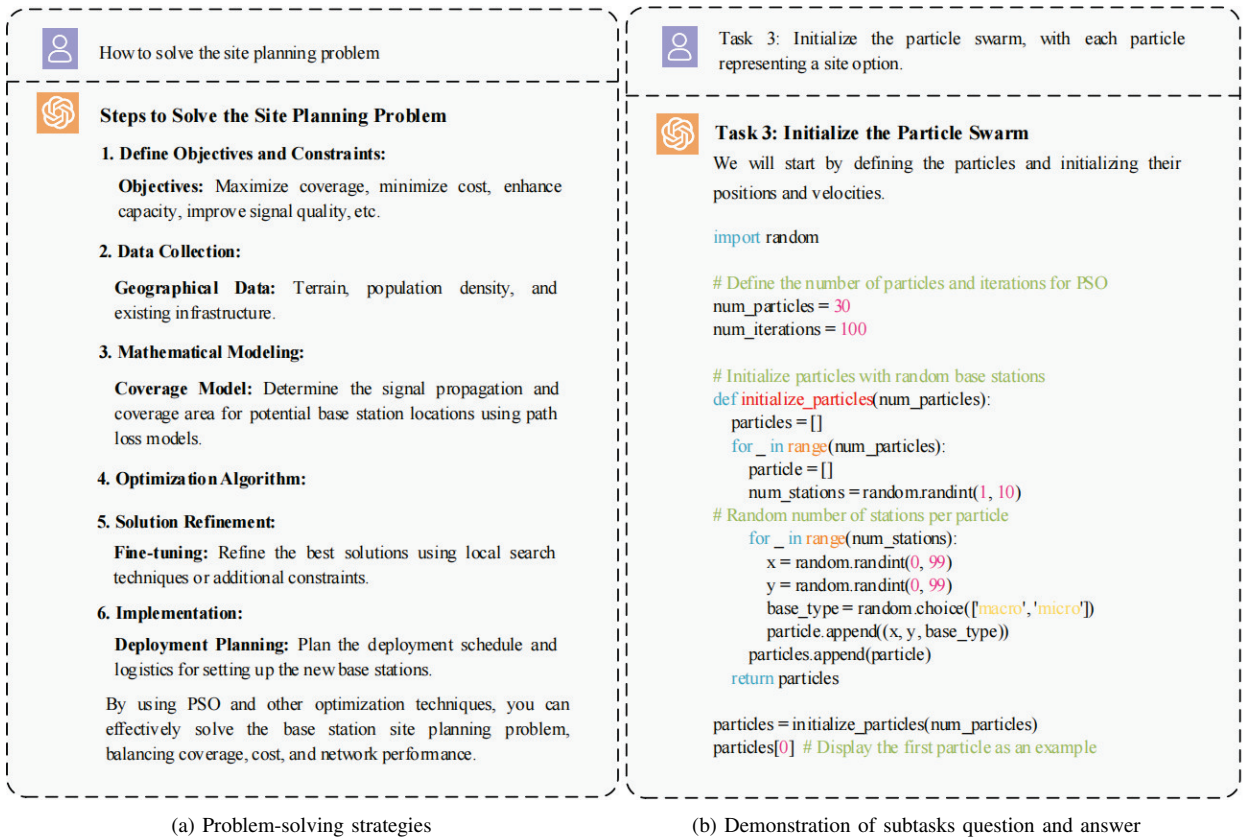 How to solve the site planning problem
Steps to Solve the Site Planning Problem
1. Define Objectives and Constraints:
Objectives: Maximize coverage, minimize cost, enhance
capacity, improve signal quality, etc.
2. Data Collection:
Geographical Data: Terrain, population density, and
existing infrastructure.
3. Mathematical Modeling:
Coverage Model: Determine the signal propagation and
coverage area for potential base station locations using path
loss models.
4. Optimization Algorithm:
5. Solution Refinement:
Fine-tuning: Refine the best solutions using local search
techniques or additional constraints.
6. Implementation:
Deployment Planning: Plan the deployment schedule and
logistics for setting up the new base stations.
By using PSO and other optimization techniques, you can
effectively solve the base station site planning problem,
balancing coverage, cost, and network performance.
(a) Problem-solving strategies
Task 3: Initialize the particle swarm, with each particle
representing a site option.
Task 3: Initialize the Particle Swarm
We will start by defining the particles and initializing their
positions and velocities.
import random
# Define the number of particles and iterations for PSO
num_particles = 30
num_iterations = 100
# Initialize particles with random base stations
def initialize_particles(num_particles):
particles = []
for _ in range(num_particles):
particle = []
num_stations = random.randint(1, 10)
# Random number of stations per particle
for _ in range(num_stations):
x = random.randint(0, 99)
y = random.randint(0, 99)
base_type = random.choice(['macro', 'micro'])
particle.append((x, y, base_type))
particles.append(particle)
return particles
particles = initialize_particles(num_particles)
particles[0] # Display the first particle as an example
(b) Demonstration of subtasks question and answer